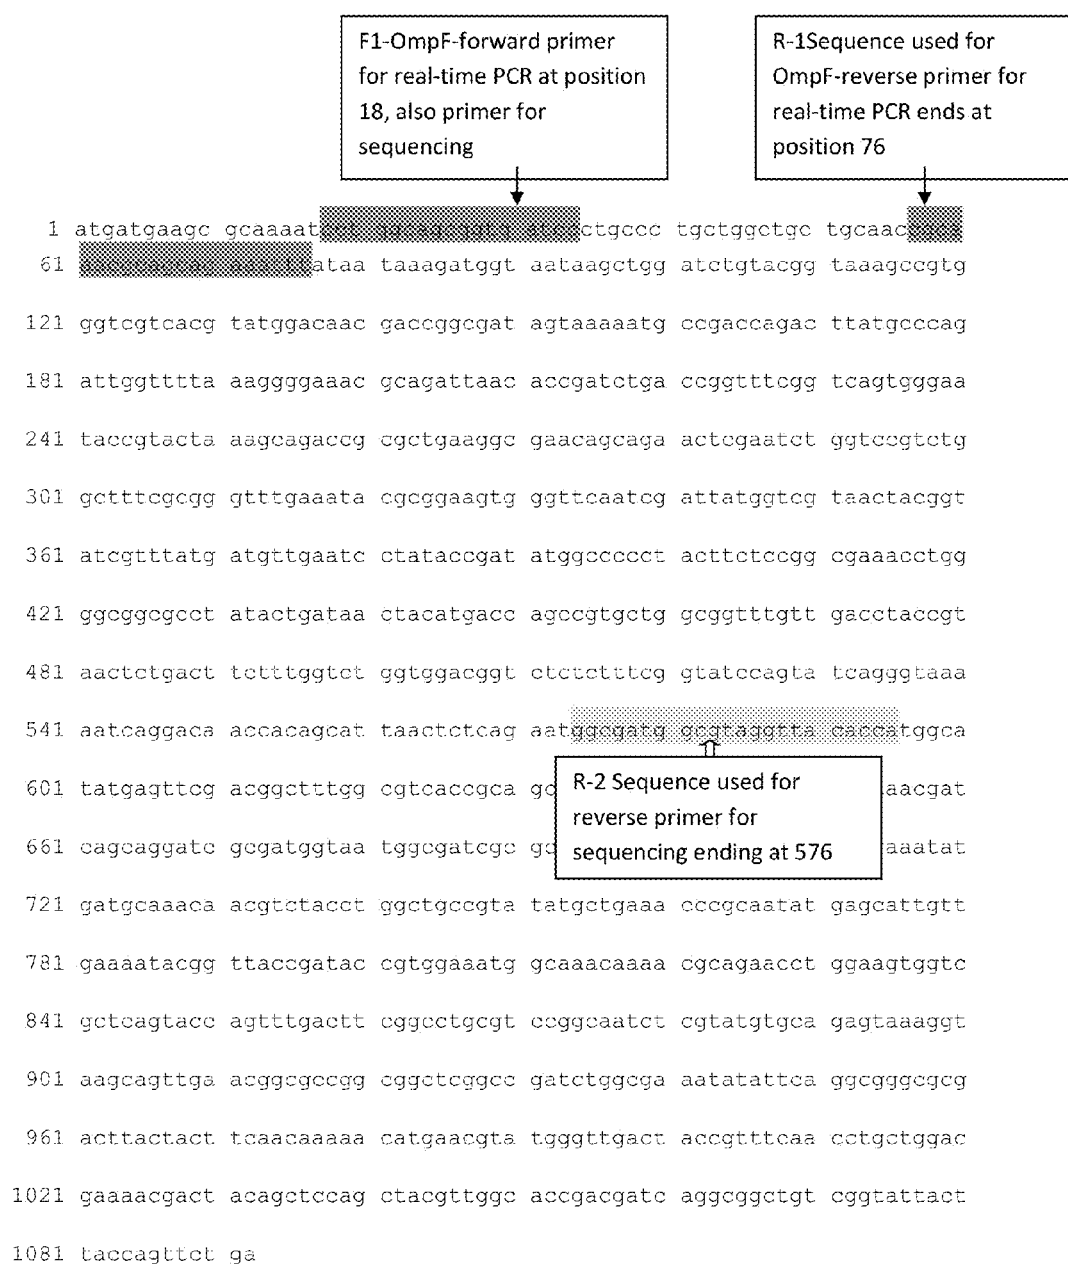 F1-OmpF-forward primer
for real-time PCR at position
18, also primer for
sequencing
R-1Sequence used for
OmpF-reverse primer for
real-time PCR ends at
position 76
1 atgatgaagc gcaaaat ctgccc tgctggctgc tgcaac
61 ataa taaagatggt aataagctgg atctgtacgg taaagccgtg
121 ggtcgtcacg tatggacaac gaccggcgat agtaaaaatg ccgaccagac ttatgcccag
181 attggtttta aaggggaaac gcagattaac accgatctga ccggtttcgg tcagtgggaa
241 taccgtacta aagcagaccg cgctgaaggc gaacagcaga actcgaatct ggtccgtctg
301 gctttcgcgg gtttgaaata cgcggaagtg ggttcaatcg attatggtcg taactacggt
361 atcgtttatg atgttgaatc ctataccgat atggccccct acttctccgg cgaaacctgg
421 ggcggcgcct atactgataa ctacatgacc agccgtgctg gcggtttgtt gacctaccgt
481 aactctgact tctttggtct ggtggacggt ctctctttcg gtatccagta tcagggtaaa
541 aatcaggaca accacagcat taactctcag aatggcgatg gcgtaggtta caccatggca
R-2 Sequence used for
reverse primer for
sequencing ending at 576
601 tatgagttcg acggctttgg cgtcaccgca gc aacgat
661 cagcaggatc gcgatggtaa tggcgatcgc gc aaatat
721 gatgcaaaca acgtctacct ggctgccgta tatgctgaaa cccgcaatat gagcattgtt
781 gaaaatacgg ttaccgatac cgtggaaatg gcaaacaaaa cgcagaacct ggaagtggtc
841 gctcagtacc agtttgactt cggcctgcgt ccggcaatct cgtatgtgca gagtaaaggt
901 aagcagttga acggcgccgg cggctcggcc gatctggcga aatatattca ggcgggcgcg
961 acttactact tcaacaaaaa catgaacgta tgggttgact accgtttcaa cctgctggac
1021 gaaaacgact acagctccag ctacgttggc accgacgatc aggcggctgt cggtattact
1081 taccagttct ga